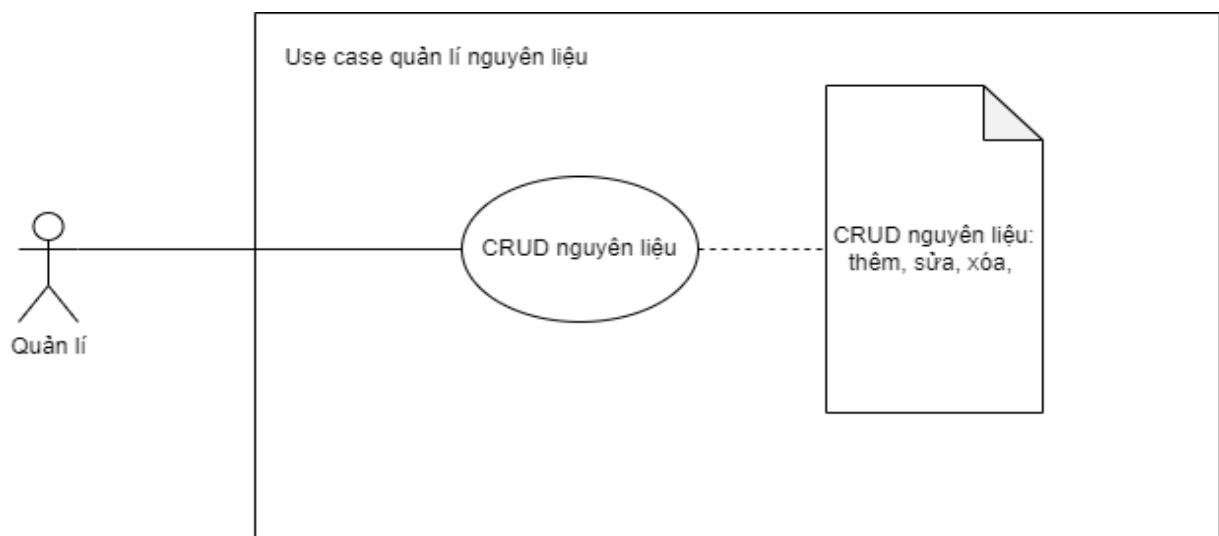 Use case quản lí nguyên liệu
CRUD nguyên liệu
CRUD nguyên liệu:
thêm, sửa, xóa,
Quản lí